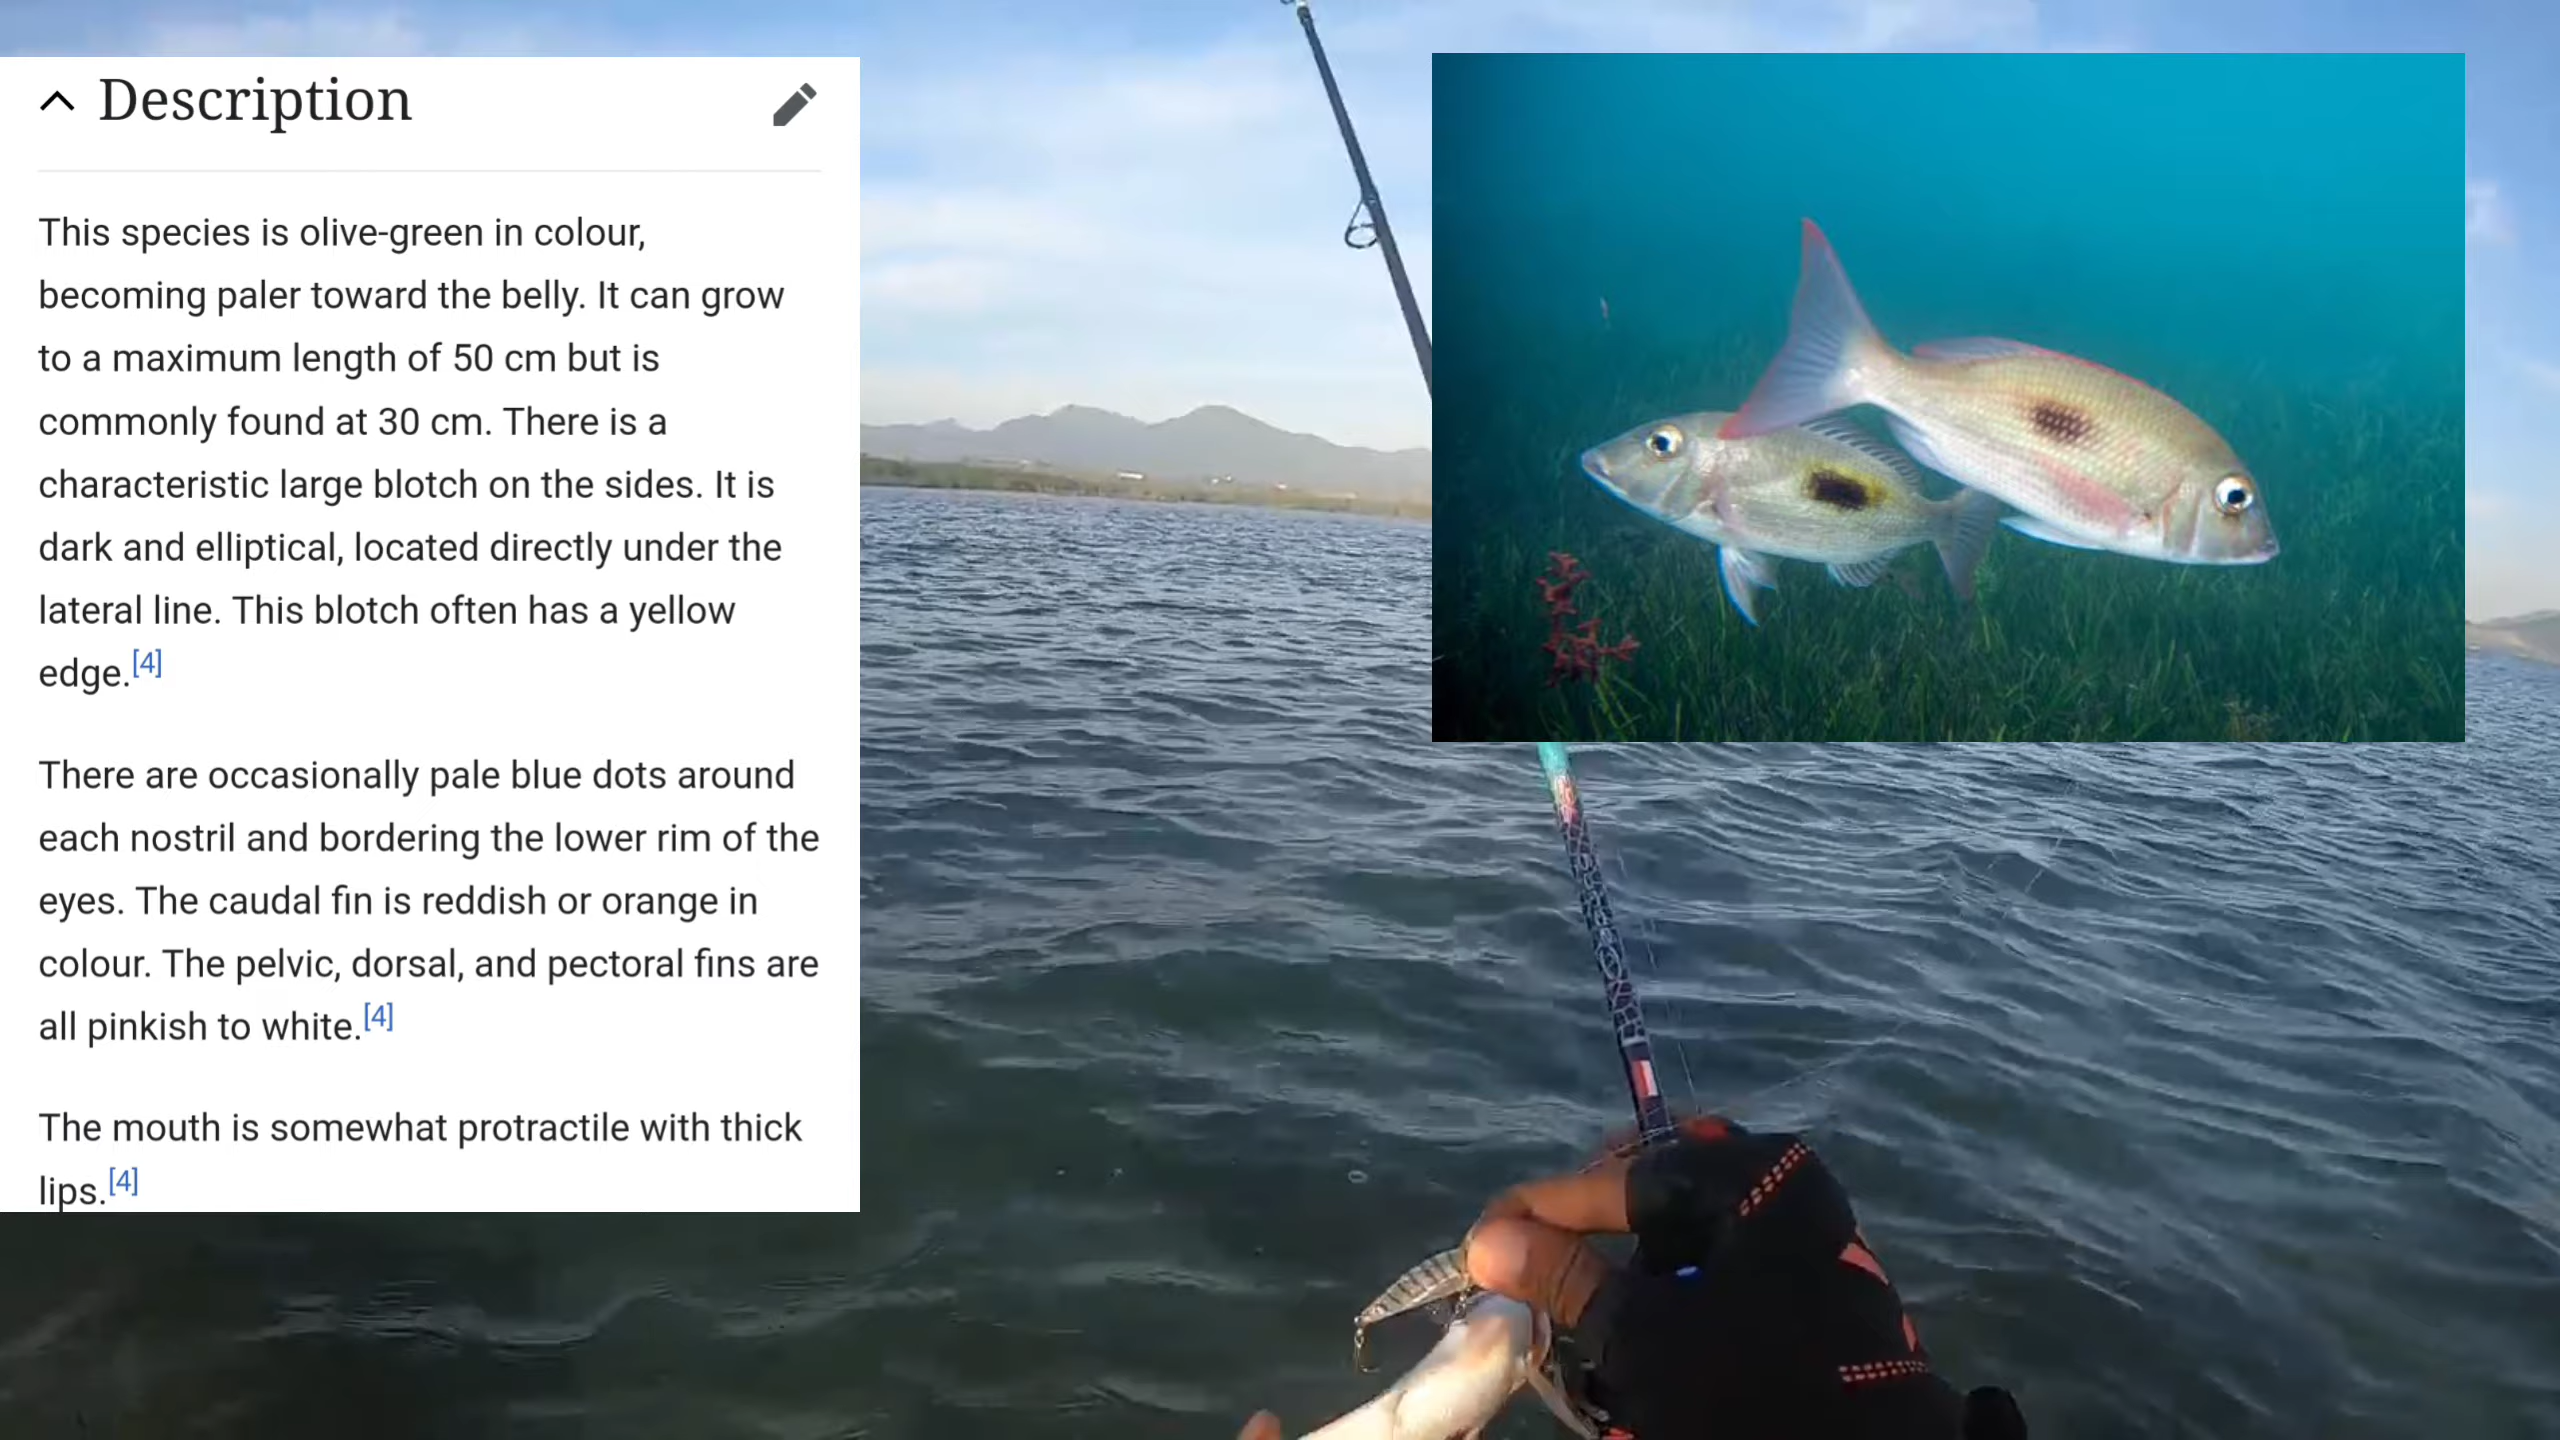 Description
This species is olive-green in colour,
becoming paler toward the belly. It can grow
to a maximum length of 50 cm but is
commonly found at 30 cm. There is a
characteristic large blotch on the sides. It is
dark and elliptical, located directly under the
lateral line. This blotch often has a yellow
edge.[4]
There are occasionally pale blue dots around
each nostril and bordering the lower rim of the
eyes. The caudal fin is reddish or orange in
colour. The pelvic, dorsal, and pectoral fins are
all pinkish to white.[4]
The mouth is somewhat protractile with thick
lips.[4]